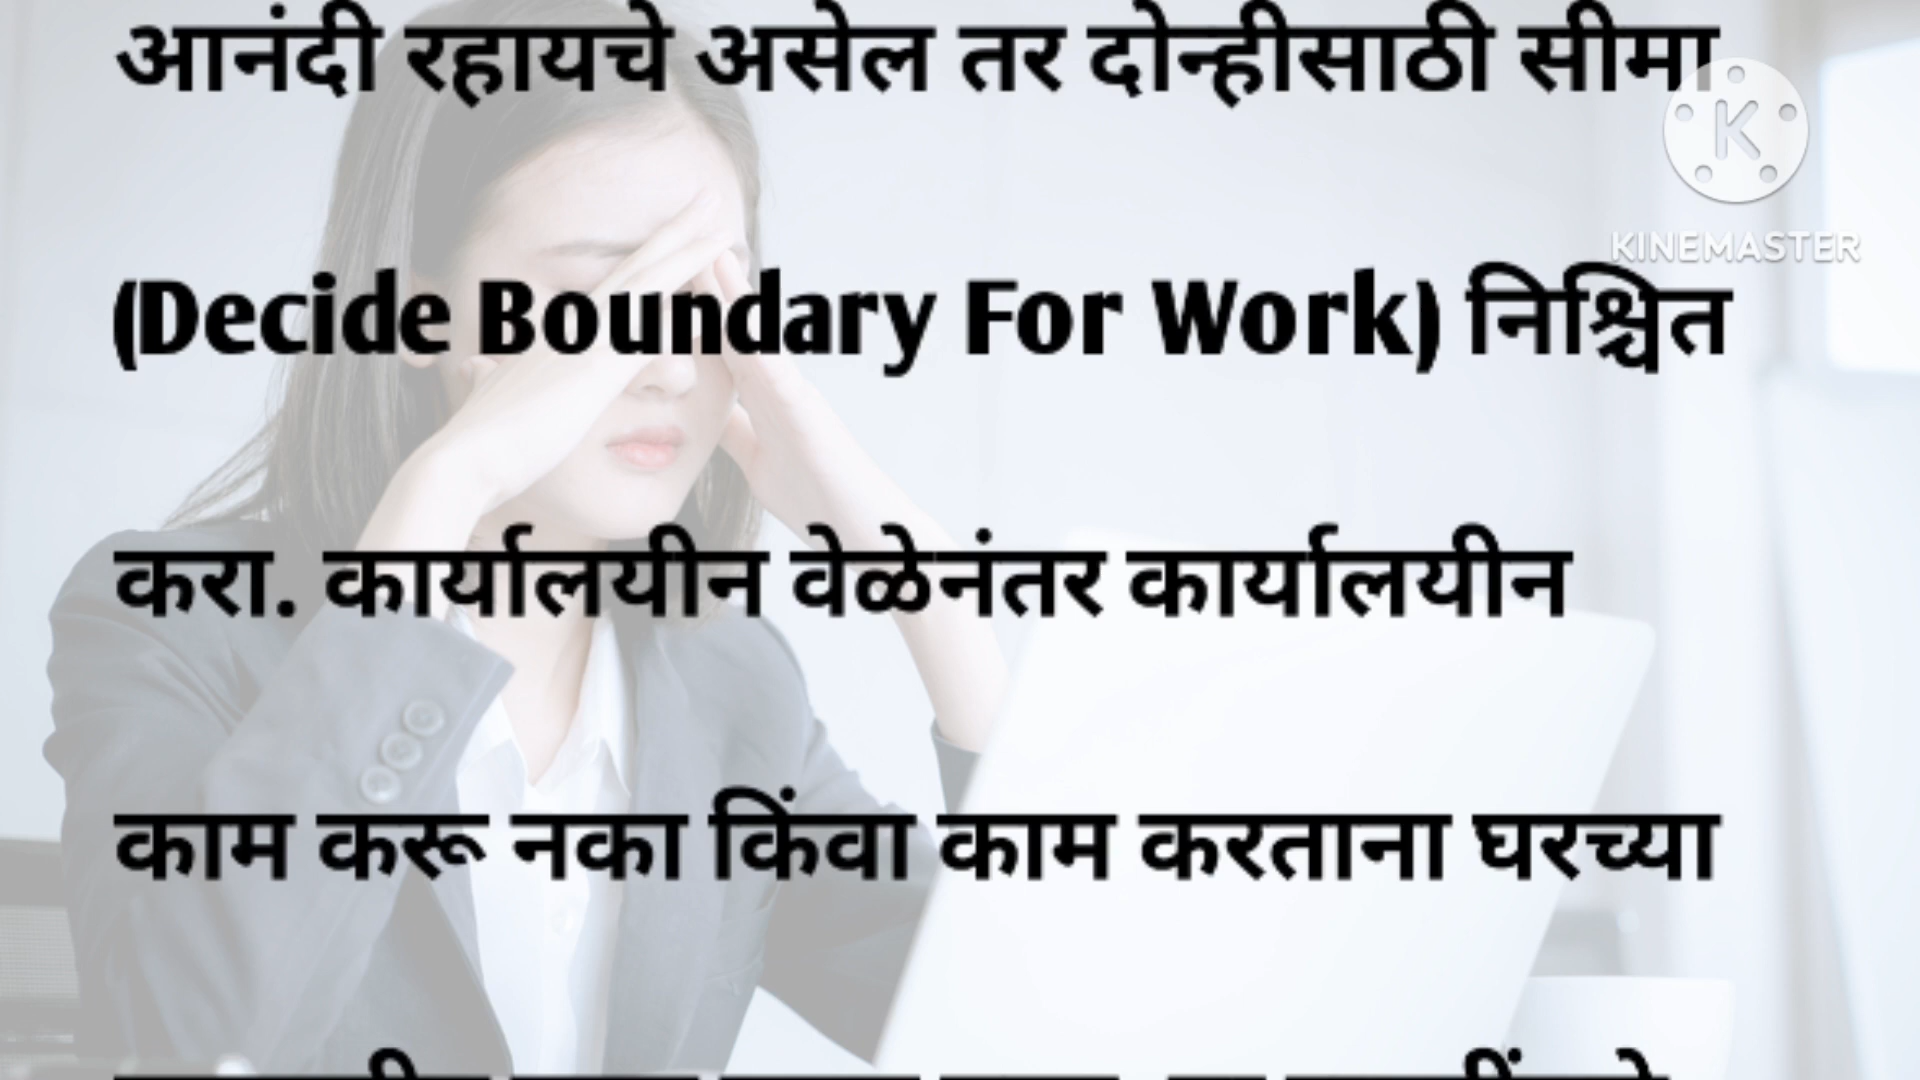 आनंदी रहायचे असेल तर दोन्हीसाठी सीमा
KINEMASTER
(Decide Boundary For Work) निश्चित
करा. कार्यालयीन वेळेनंतर कार्यालयीन
काम करू नका किंवा काम करताना घरच्या